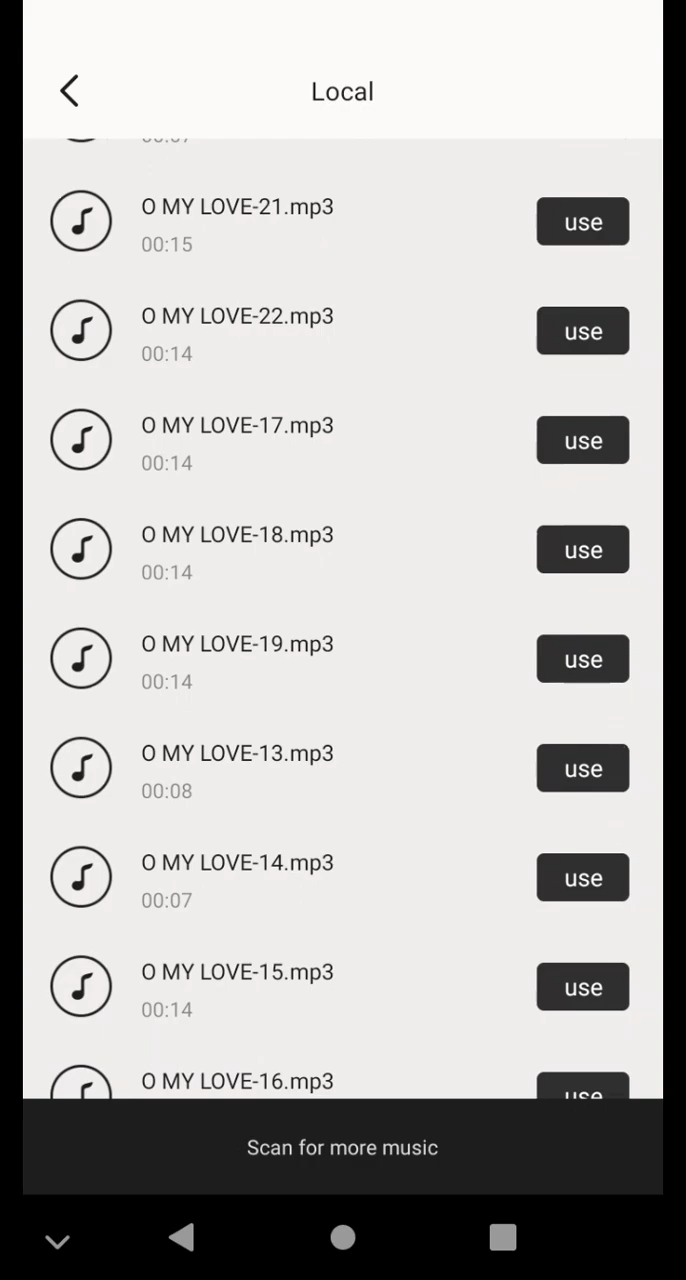 Local
O MY LOVE-21.mp3
00:15
use
O MY LOVE-22.mp3
00:14
use
O MY LOVE-17.mp3
00:14
use
O MY LOVE-18.mp3
00:14
use
O MY LOVE-19.mp3
00:14
use
O MY LOVE-13.mp3
00:08
use
O MY LOVE-14.mp3
00:07
use
O MY LOVE-15.mp3
00:14
use
O MY LOVE-16.mp3
use
Scan for more music